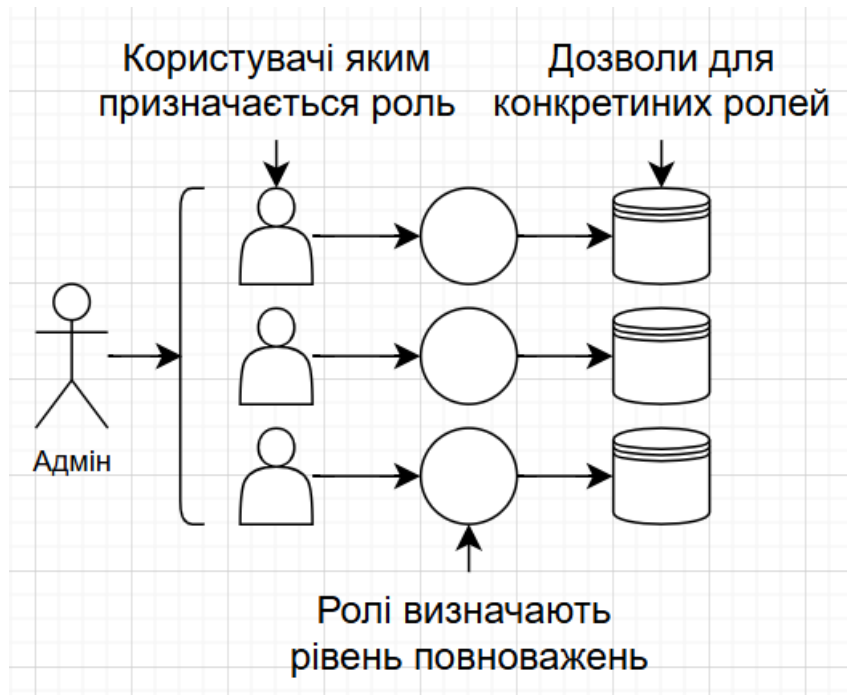 Користувачі яким
призначається роль
Дозволи для
конкретиних ролей
Адмін
Ролі визначають
рівень повноважень